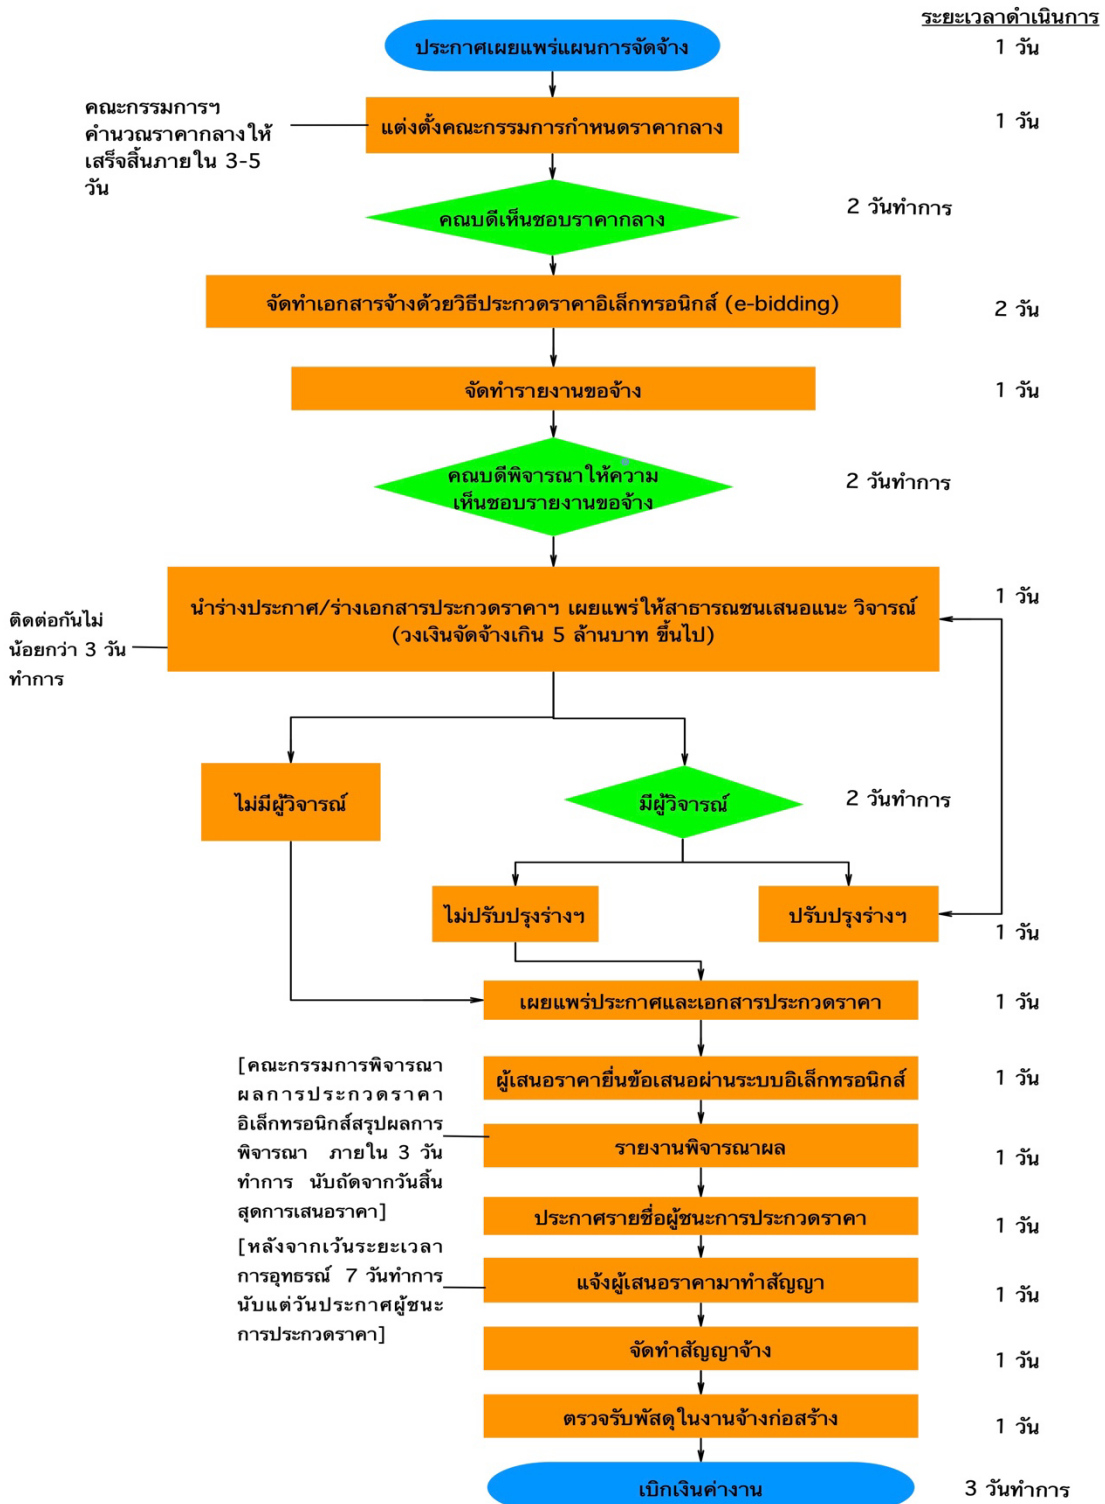 ระยะเวลาดำเนินการ
ประกาศเผยแพร่แผนการจัดจ้าง
1 วัน
คณะกรรมการฯ
คำนวณราคากลางให้
เสร็จสิ้นภายใน 3-5
วัน
แต่งตั้งคณะกรรมการกำหนดราคากลาง
1 วัน
คณบดีเห็นชอบราคากลาง
2 วันทำการ
จัดทำเอกสารจ้างด้วยวิธีประกวดราคาอิเล็กทรอนิกส์ (e-bidding)
2 วัน
จัดทำรายงานขอจ้าง
1 วัน
คณบดีพิจารณาให้ความ
เห็นชอบรายงานขอจ้าง
2 วันทำการ
นำร่างประกาศ/ร่างเอกสารประกวดราคาฯ เผยแพร่ให้สาธารณชนเสนอแนะ วิจารณ์
(วงเงินจัดจ้างเกิน 5 ล้านบาท ขึ้นไป)
1 วัน
ติดต่อกันไม่
น้อยกว่า 3 วัน
ทำการ
ไม่มีผู้วิจารณ์
มีผู้วิจารณ์
2 วันทำการ
ไม่ปรับปรุงร่างฯ
ปรับปรุงร่างฯ
1 วัน
เผยแพร่ประกาศและเอกสารประกวดราคา
1 วัน
[คณะกรรมการพิจารณา
ผลการประกวดราคา
อิเล็กทรอนิกส์สรุปผลการ
พิจารณา ภายใน 3 วัน
ทำการ นับถัดจากวันสิ้น
สุดการเสนอราคา]
ผู้เสนอราคายื่นข้อเสนอผ่านระบบอิเล็กทรอนิกส์
1 วัน
รายงานพิจารณาผล
1 วัน
ประกาศรายชื่อผู้ชนะการประกวดราคา
1 วัน
[หลังจากเว้นระยะเวลา
การอุทธรณ์ 7 วันทำการ
นับแต่วันประกาศผู้ชนะ
การประกวดราคา]
แจ้งผู้เสนอราคามาทำสัญญา
1 วัน
จัดทำสัญญาจ้าง
1 วัน
ตรวจรับพัสดุในงานจ้างก่อสร้าง
1 วัน
เบิกเงินค่างาน
3 วันทำการ